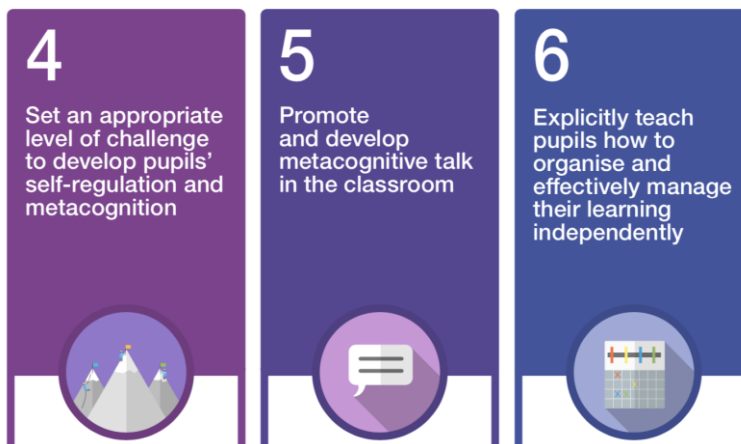 4
Set an appropriate
level of challenge
to develop pupils’
self-regulation and
metacognition
5
Promote
and develop
metacognitive talk
in the classroom
6
Explicitly teach
pupils how to
organise and
effectively manage
their learning
independently